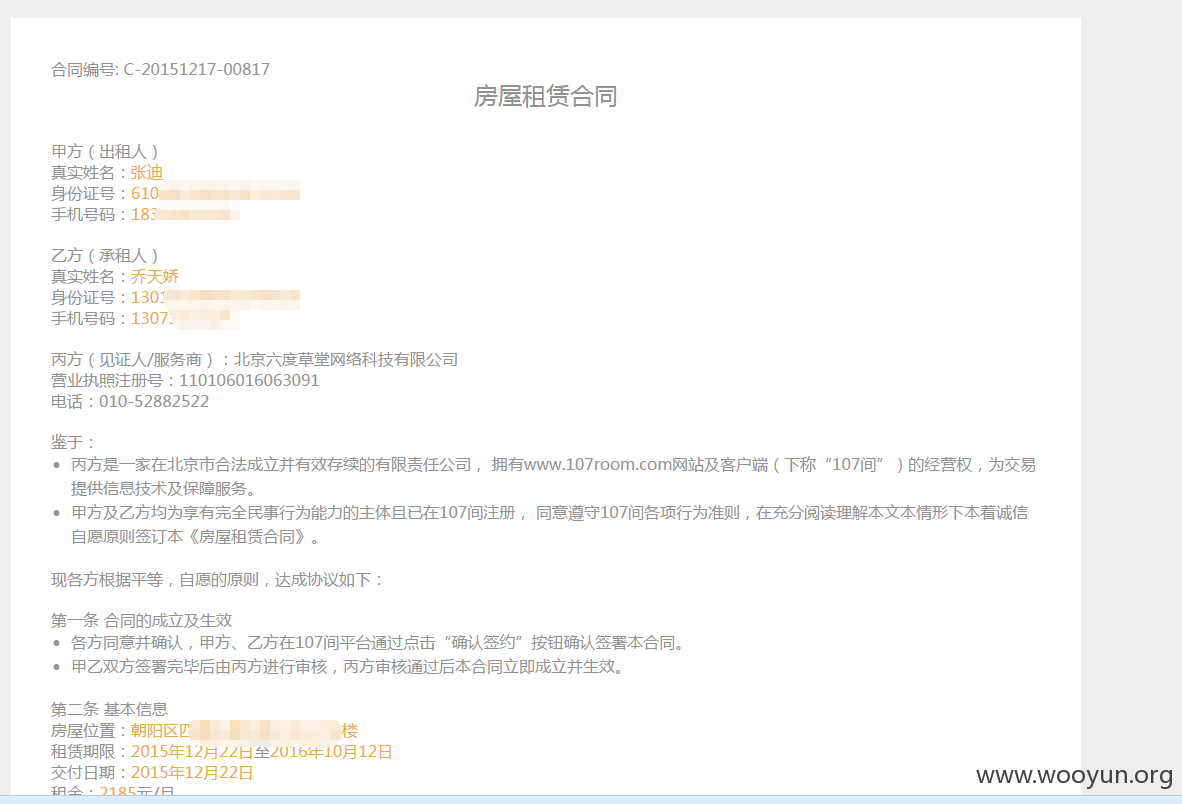 合同编号: C-20151217-00817
房屋租赁合同
甲方（出租人）
真实姓名：张迪
身份证号：610
手机号码：183
乙方（承租人）
真实姓名：乔天娇
身份证号：1301
手机号码：13073
丙方（见证人/服务商）：北京六度草堂网络科技有限公司
营业执照注册号：110106016063091
电话：010-52882522
鉴于：
丙方是一家在北京市合法成立并有效存续的有限责任公司， 拥有www.107room.com网站及客户端（下称“107间”）的经营权，为交易
提供信息技术及保障服务。
甲方及乙方均为享有完全民事行为能力的主体且已在107间注册， 同意遵守107间各项行为准则，在充分阅读理解本文本情形下本着诚信
自愿原则签订本《房屋租赁合同》。
现各方根据平等，自愿的原则，达成协议如下：
第一条 合同的成立及生效
各方同意并确认，甲方、乙方在107间平台通过点击“确认签约”按钮确认签署本合同。
甲乙双方签署完毕后由丙方进行审核，丙方审核通过后本合同立即成立并生效。
第二条 基本信息
房屋位置：朝阳区四 楼
租赁期限：2015年12月22日至2016年10月12日
交付日期：2015年12月22日
租金：2185元/月
www.wooyun.org